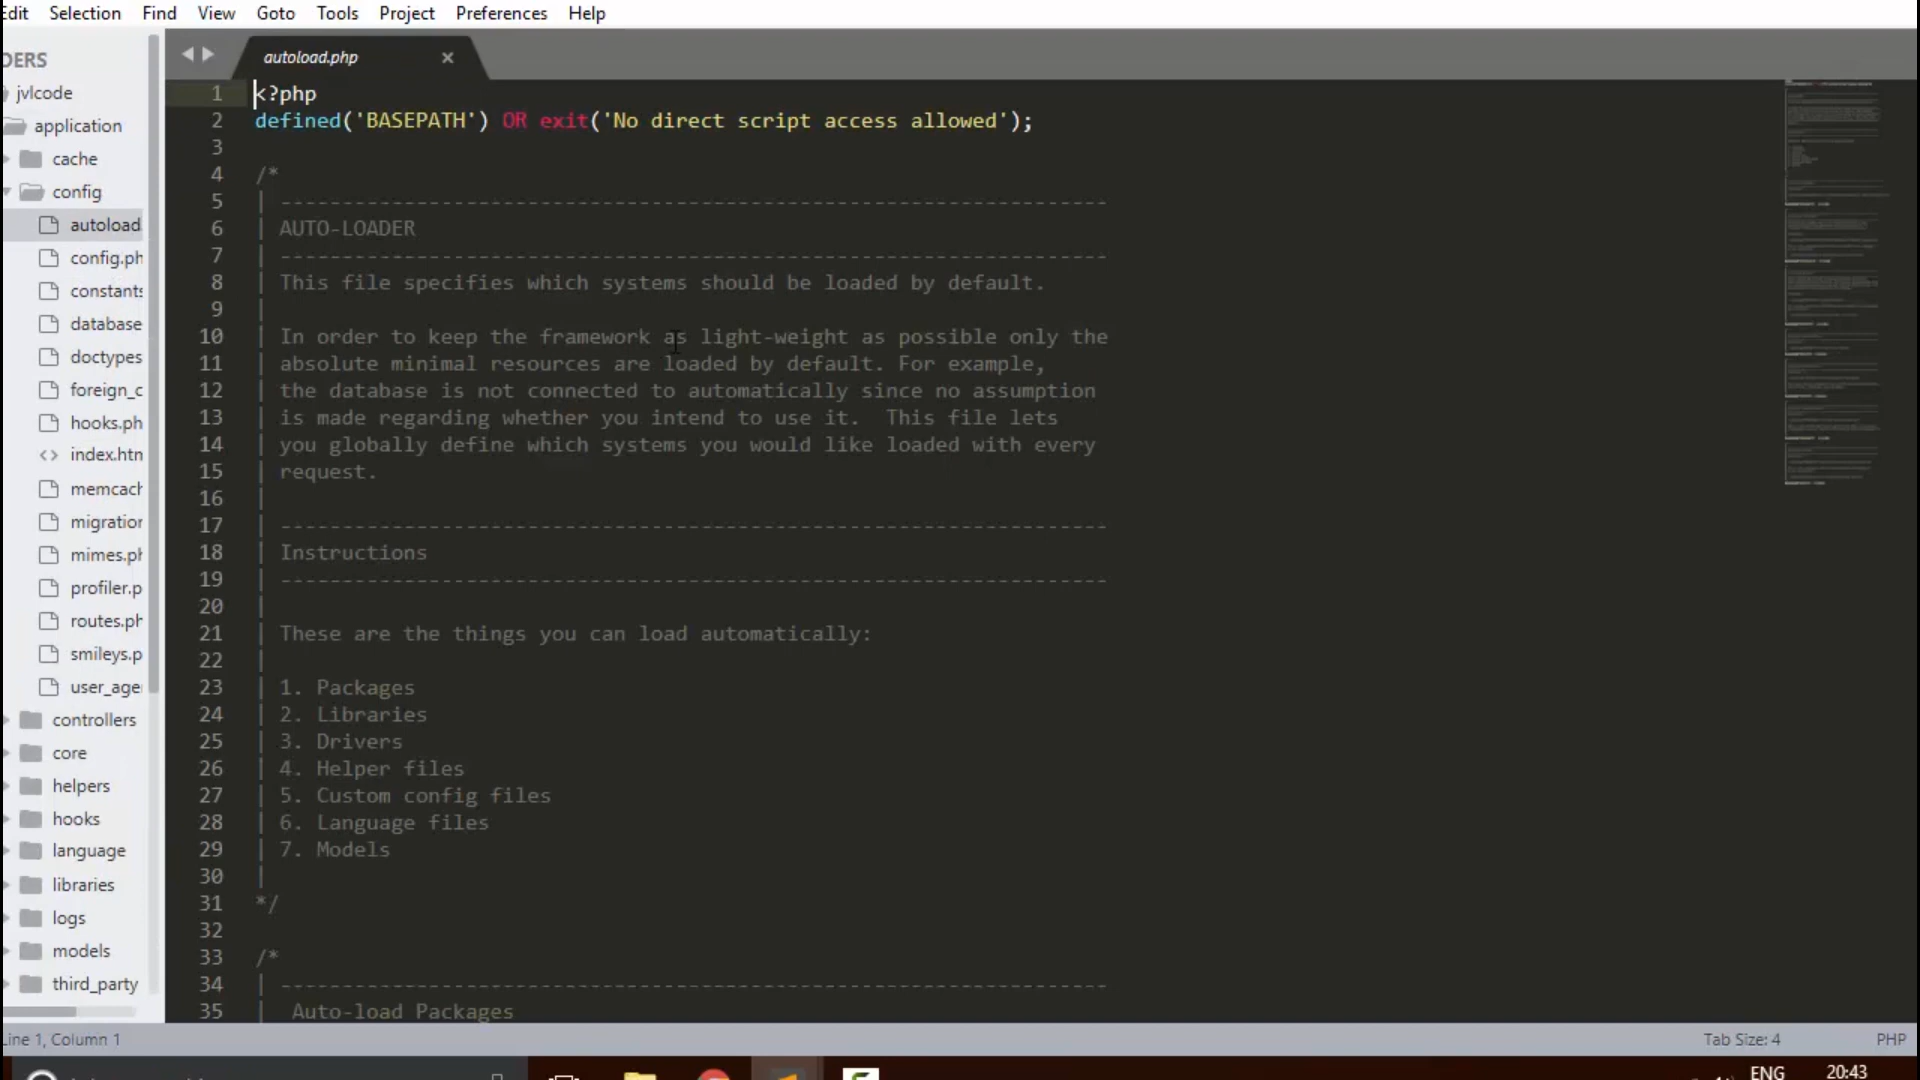 dit Selection Find View Goto Tools Project Preferences Help
DERS
jvlcode
application
cache
config
autoload.
config.ph
constants
database
doctypes
foreign_c
hooks.ph
index.htm
memcach
migration
mimes.ph
profiler.p
routes.ph
smileys.p
user_age
controllers
core
helpers
hooks
language
libraries
logs
models
third_party
autoload.php
1 <?php
2 defined('BASEPATH') OR exit('No direct script access allowed');
3
4 /*
5 | -------------------------------------------------------------------
6 | AUTO-LOADER
7 | -------------------------------------------------------------------
8 | This file specifies which systems should be loaded by default.
9 |
10 | In order to keep the framework as light-weight as possible only the
11 | absolute minimal resources are loaded by default. For example,
12 | the database is not connected to automatically since no assumption
13 | is made regarding whether you intend to use it.  This file lets
14 | you globally define which systems you would like loaded with every
15 | request.
16 |
17 | -------------------------------------------------------------------
18 | Instructions
19 | -------------------------------------------------------------------
20 |
21 | These are the things you can load automatically:
22 |
23 | 1. Packages
24 | 2. Libraries
25 | 3. Drivers
26 | 4. Helper files
27 | 5. Custom config files
28 | 6. Language files
29 | 7. Models
30 |
31 */
32
33 /*
34 | -------------------------------------------------------------------
35 |  Auto-load Packages
Line 1, Column 1 Tab Size: 4 PHP
ENG 20:43